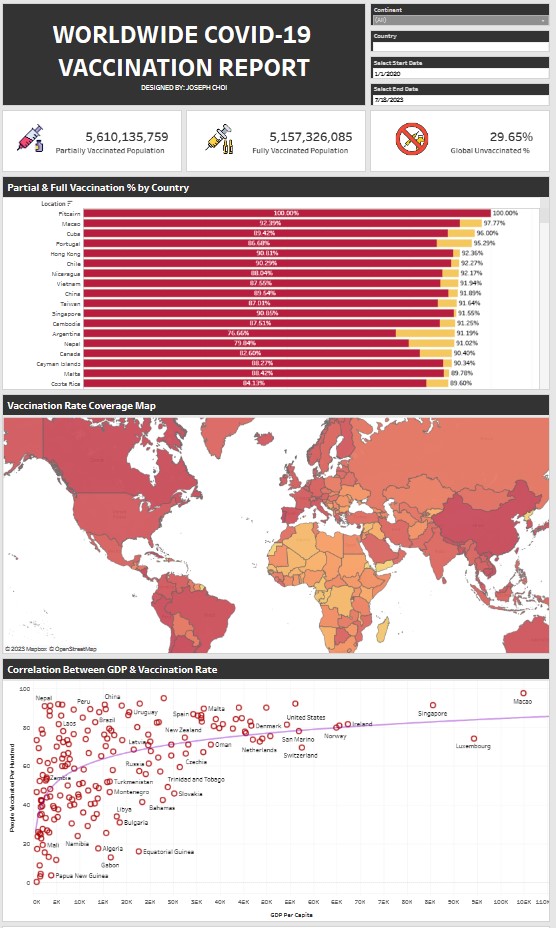 WORLDWIDE COVID-19
VACCINATION REPORT
DESIGNED BY: JOSEPH CHOI
Continent
(All)
Country
Select Start Date
1/1/2020
Select End Date
7/18/2023
5,610,135,759
Partially Vaccinated Population
5,157,326,085
Fully Vaccinated Population
29.65%
Global Unvaccinated %
Partial & Full Vaccination % by Country
Location
Pitcairn 100.00% 100.00%
Macao 92.39% 97.77%
Cuba 89.42% 96.00%
Portugal 86.68% 95.29%
Hong Kong 90.81% 92.36%
Chile 90.29% 92.27%
Nicaragua 88.04% 92.17%
Vietnam 87.55% 91.94%
China 89.54% 91.89%
Taiwan 87.01% 91.64%
Singapore 90.86% 91.55%
Cambodia 87.51% 91.25%
Argentina 76.66% 91.19%
Nepal 79.84% 91.02%
Canada 82.60% 90.40%
Cayman Islands 88.27% 90.34%
Malta 88.42% 89.78%
Costa Rica 84.13% 89.60%
Vaccination Rate Coverage Map
© 2023 Mapbox © OpenStreetMap
Correlation Between GDP & Vaccination Rate
People Vaccinated Per Hundred
100
80
60
40
20
0
Nepal
Peru
China
Macao
Malta
Singapore
Uruguay
Spain
United States
Brazil
Laos
Denmark
Ireland
New Zealand
San Marino
Norway
Latvia
Oman
Netherlands
Luxembourg
Switzerland
Czechia
Russia
Zambia
Turkmenistan
Trinidad and Tobago
Montenegro
Slovakia
Bahamas
Libya
Bulgaria
Mali
Namibia
Algeria
Equatorial Guinea
Gabon
Papua New Guinea
0K 5K 10K 15K 20K 25K 30K 35K 40K 45K 50K 55K 60K 65K 70K 75K 80K 85K 90K 95K 100K 105K 110K
GDP Per Capita